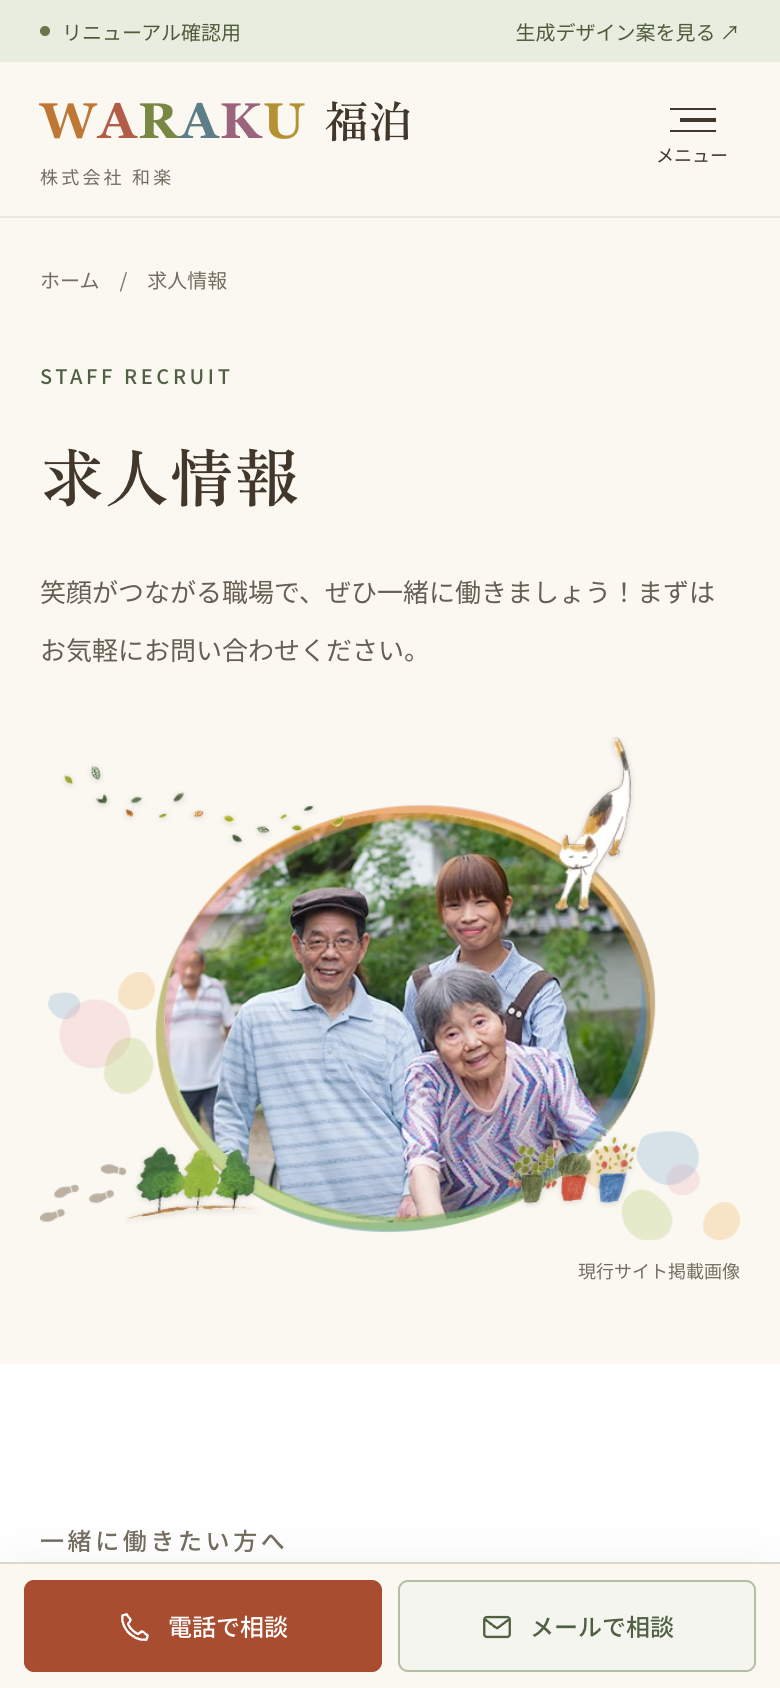 リニューアル確認用
生成デザイン案を見る ↗
WARAKU 福泊
メニュー
株式会社 和楽
ホーム / 求人情報
STAFF RECRUIT
求人情報
笑顔がつながる職場で、ぜひ一緒に働きましょう！まずは
お気軽にお問い合わせください。
現行サイト掲載画像
一緒に働きたい方へ
電話で相談
メールで相談